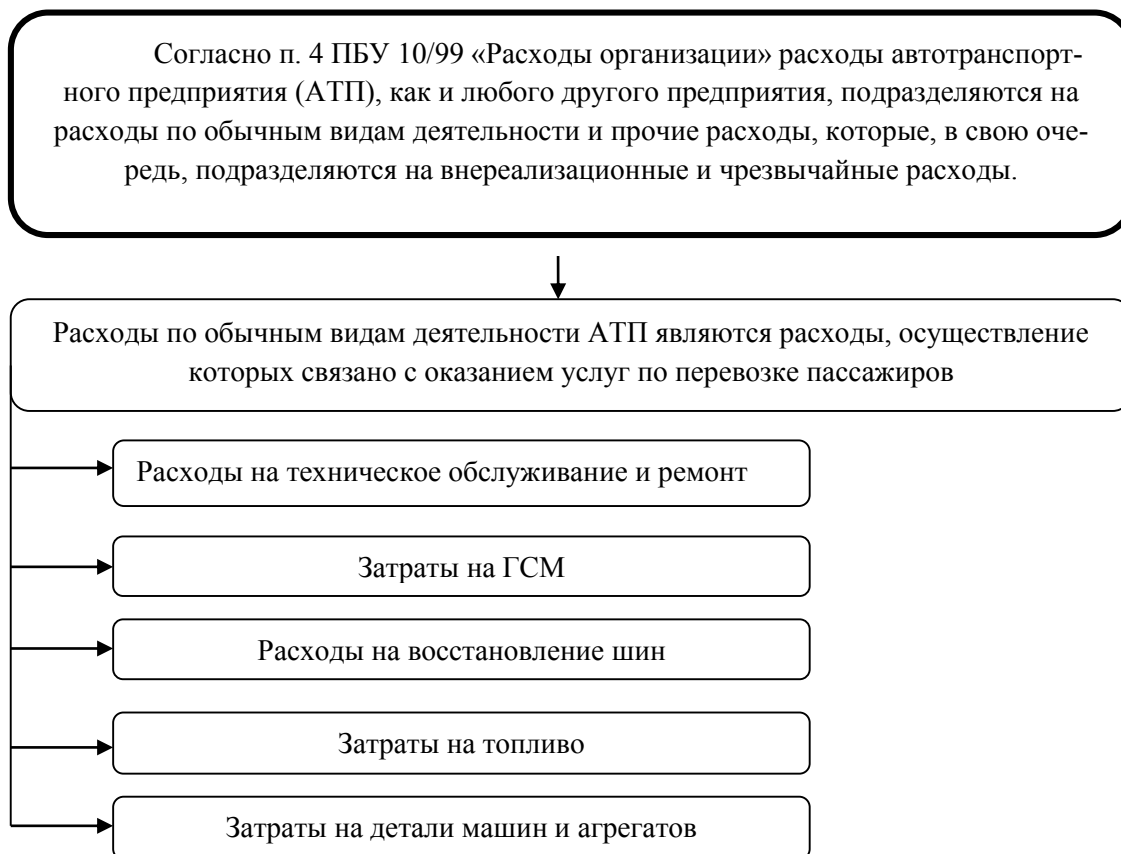 Согласно п. 4 ПБУ 10/99 «Расходы организации» расходы автотранспорт-
ного предприятия (АТП), как и любого другого предприятия, подразделяются на
расходы по обычным видам деятельности и прочие расходы, которые, в свою оче-
редь, подразделяются на внереализационные и чрезвычайные расходы.
Расходы по обычным видам деятельности АТП являются расходы, осуществление
которых связано с оказанием услуг по перевозке пассажиров
Расходы на техническое обслуживание и ремонт
Затраты на ГСМ
Расходы на восстановление шин
Затраты на топливо
Затраты на детали машин и агрегатов